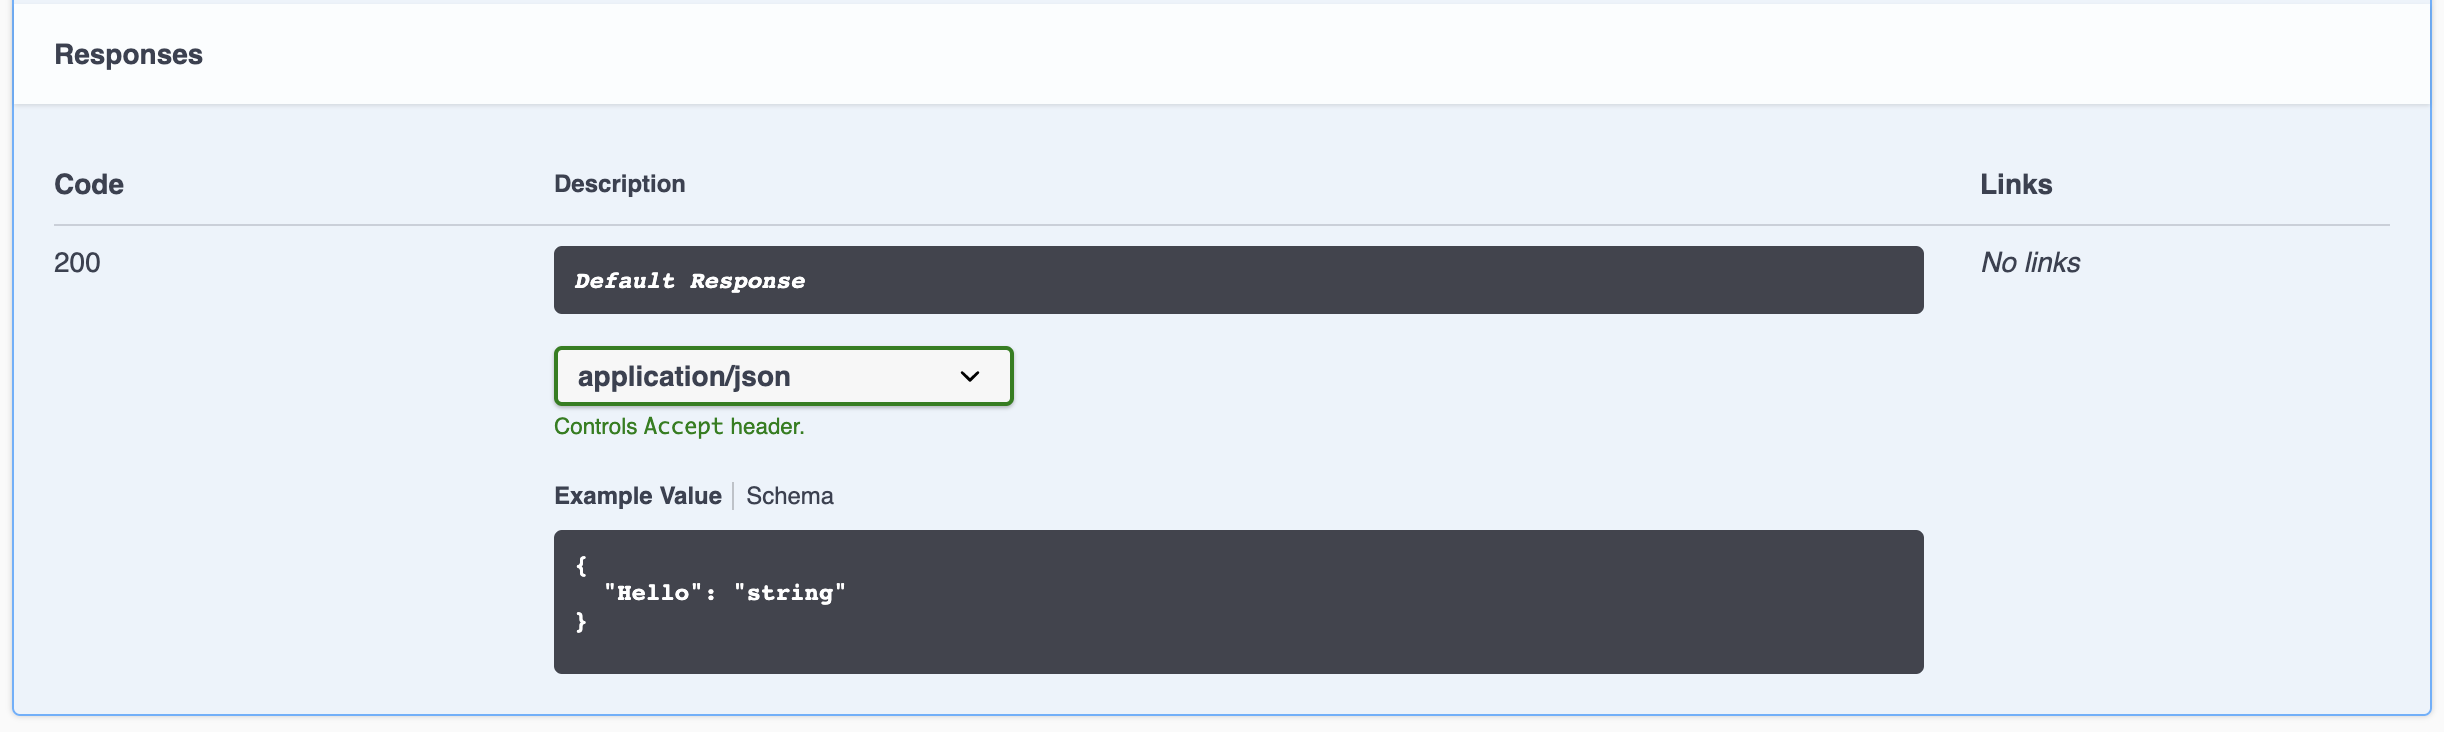 Responses
Code Description Links
200 Default Response No links
application/json
Controls Accept header.
Example Value Schema
{
  "Hello": "string"
}